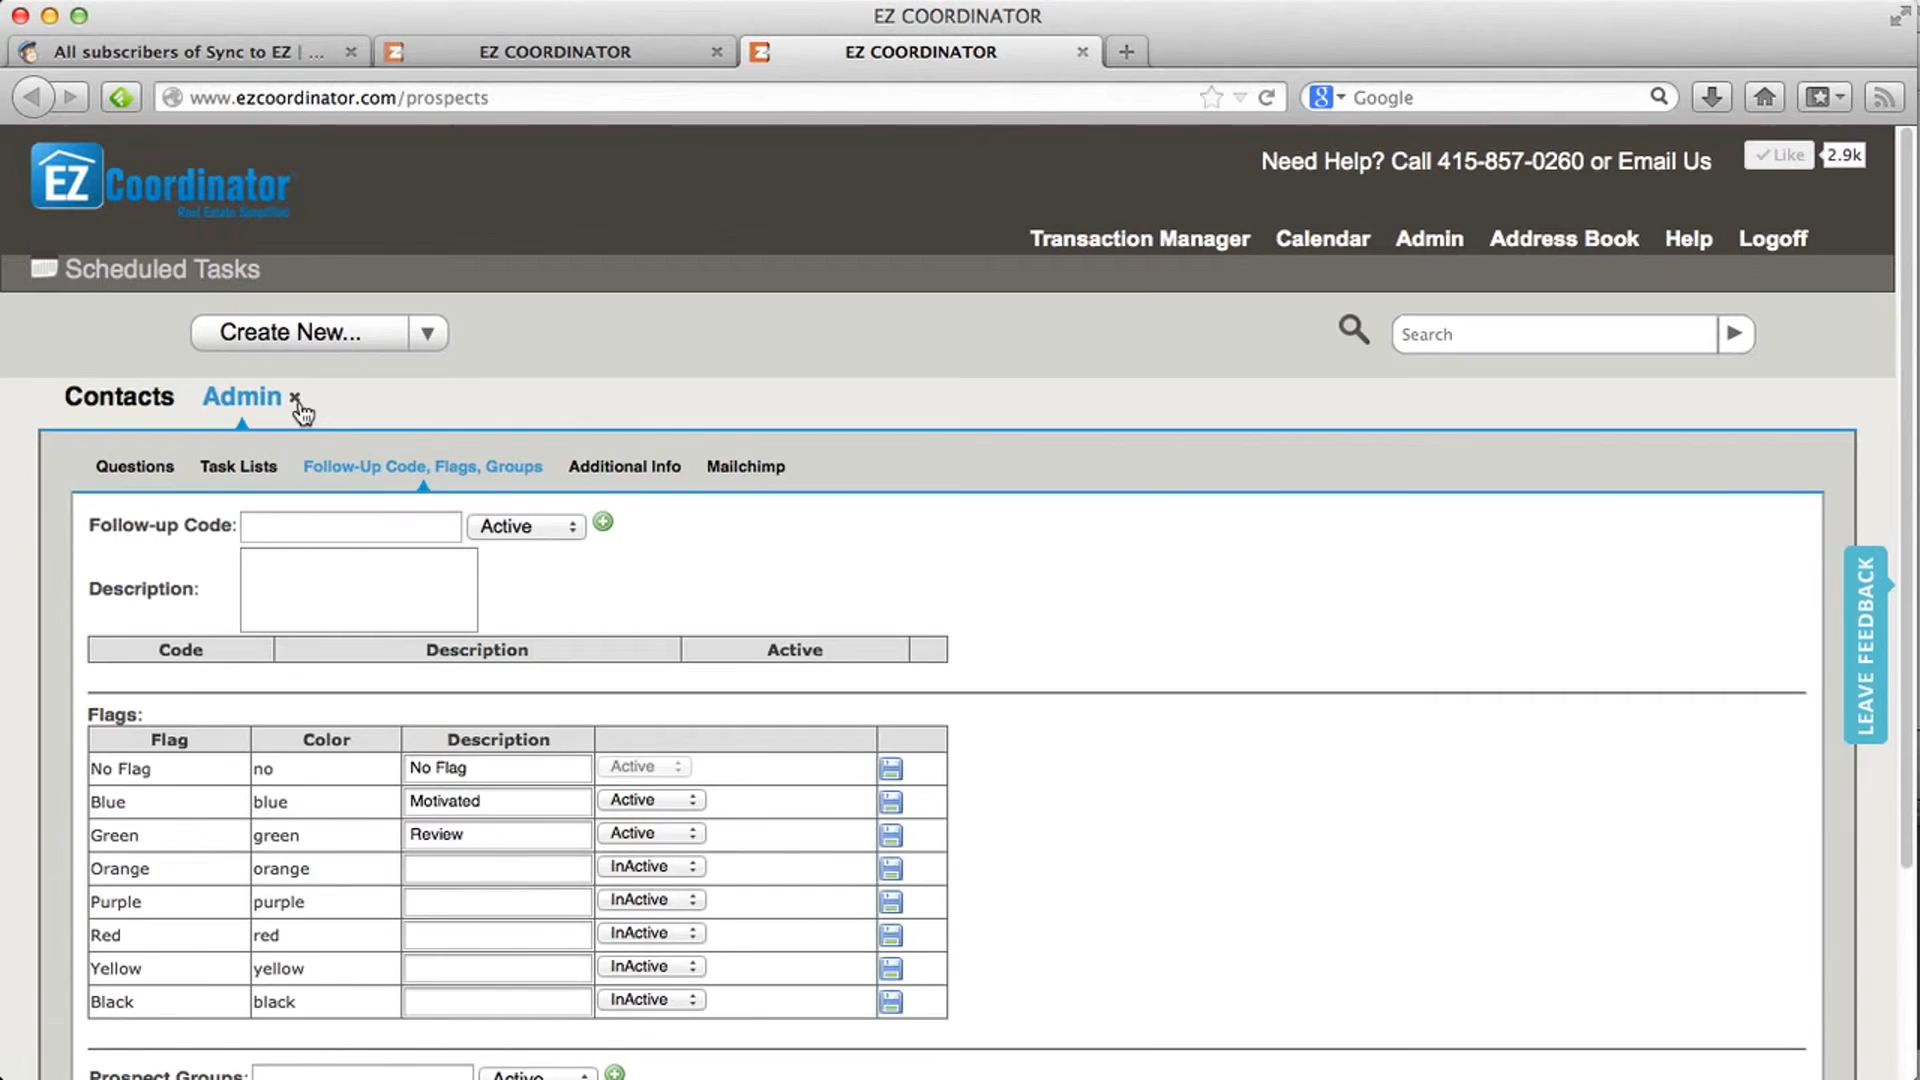 EZ COORDINATOR
All subscribers of Sync to EZ | ...
EZ COORDINATOR
EZ COORDINATOR
www.ezcoordinator.com/prospects
Google
EZ Coordinator
Real Estate Simplified
Need Help? Call 415-857-0260 or Email Us
Like 2.9k
Transaction Manager Calendar Admin Address Book Help Logoff
Scheduled Tasks
Create New...
Search
Contacts Admin
Questions Task Lists Follow-Up Code, Flags, Groups Additional Info Mailchimp
Follow-up Code: Active
Description:
Code Description Active
LEAVE FEEDBACK
Flags:
Flag Color Description
No Flag no No Flag Active
Blue blue Motivated Active
Green green Review Active
Orange orange InActive
Purple purple InActive
Red red InActive
Yellow yellow InActive
Black black InActive
Prospect Groups: Active